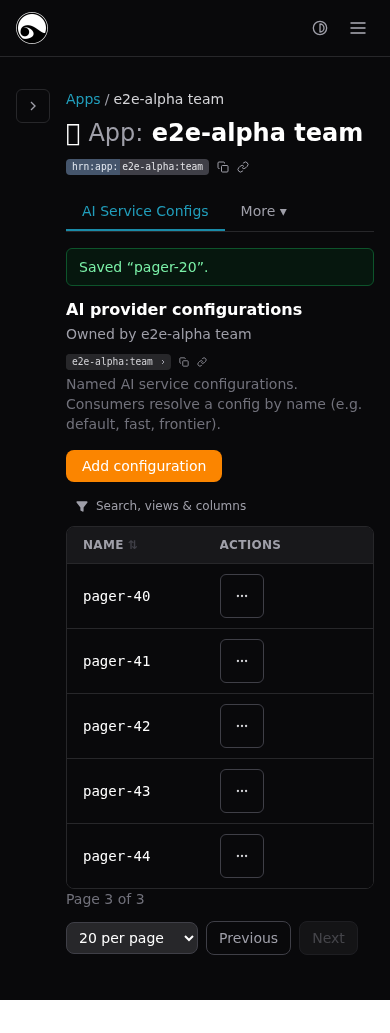 Apps / e2e-alpha team
App: e2e-alpha team
hrn:app: e2e-alpha:team
AI Service Configs More ▾
Saved “pager-20”.
AI provider configurations
Owned by e2e-alpha team
e2e-alpha:team ›
Named AI service configurations.
Consumers resolve a config by name (e.g.
default, fast, frontier).
Add configuration
Search, views & columns
NAME ⇅ ACTIONS
pager-40 ···
pager-41 ···
pager-42 ···
pager-43 ···
pager-44 ···
Page 3 of 3
20 per page Previous Next